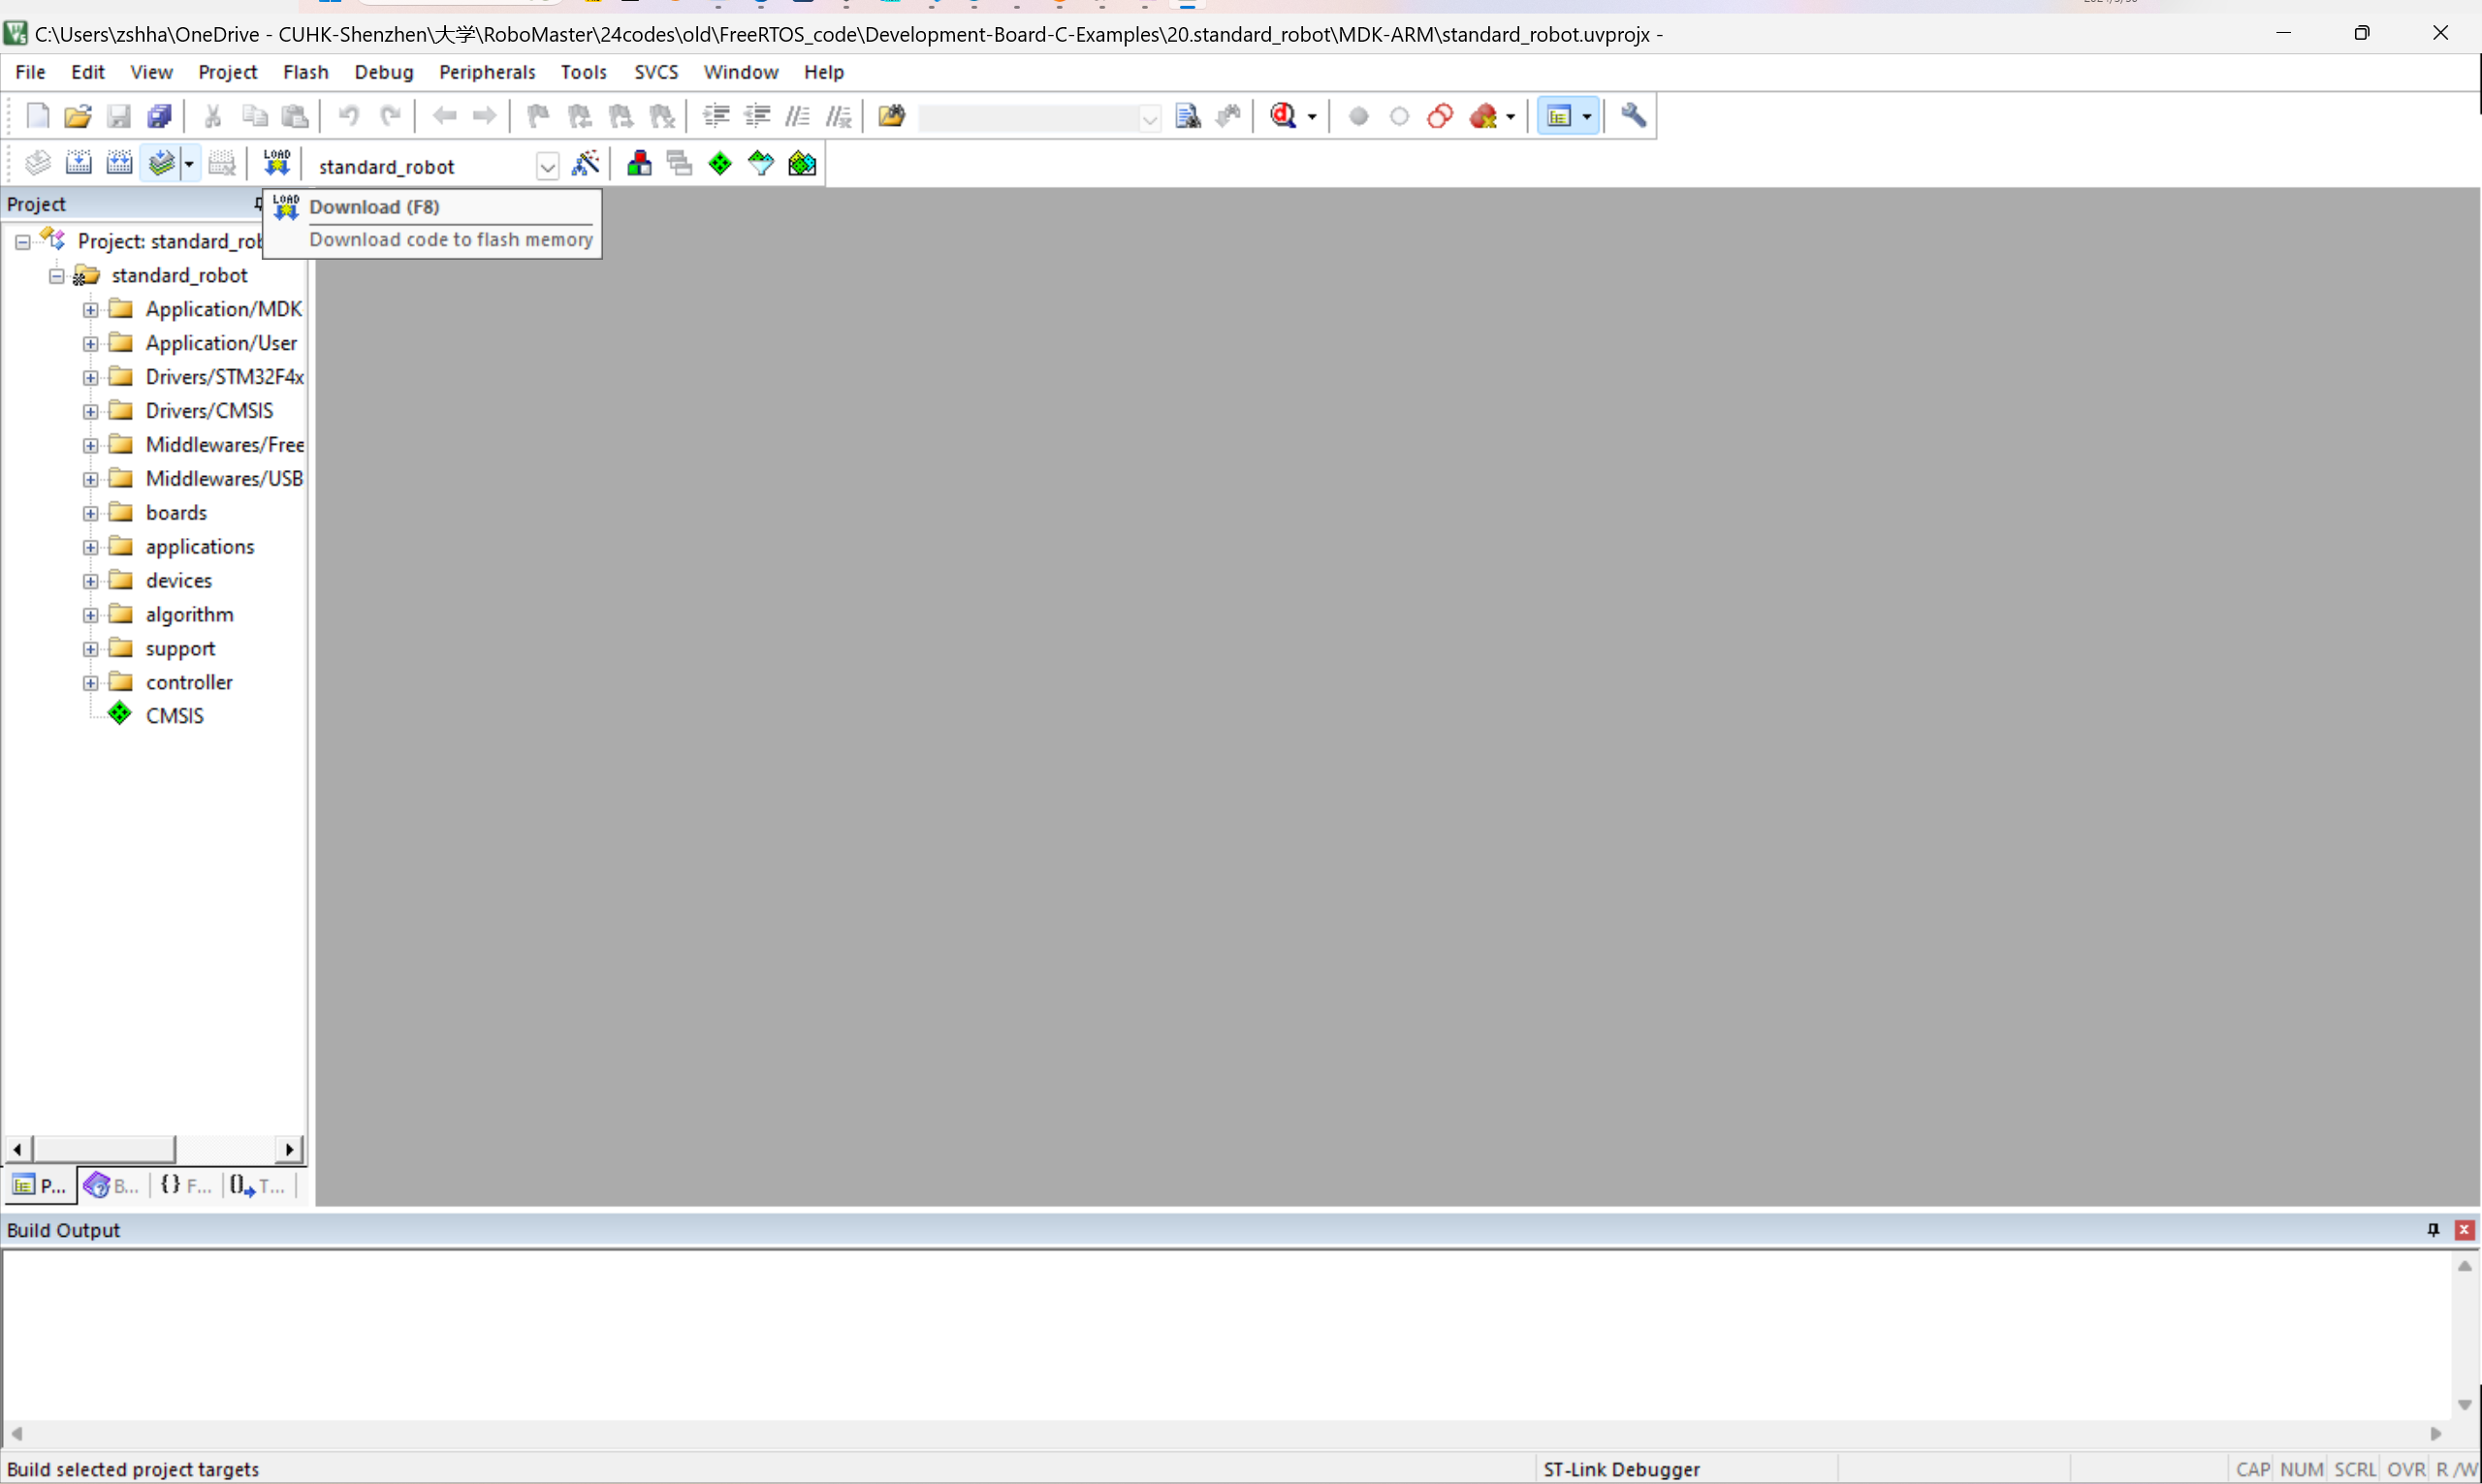 C:\Users\zshha\OneDrive - CUHK-Shenzhen\大学\RoboMaster\24codes\old\FreeRTOS_code\Development-Board-C-Examples\20.standard_robot\MDK-ARM\standard_robot.uvprojx -
File Edit View Project Flash Debug Peripherals Tools SVCS Window Help
LOAD standard_robot
Project
LOAD Download (F8)
Download code to flash memory
Project: standard_rob
standard_robot
Application/MDK
Application/User
Drivers/STM32F4x
Drivers/CMSIS
Middlewares/Free
Middlewares/USB
boards
applications
devices
algorithm
support
controller
CMSIS
P... B... {} F... T...
Build Output
Build selected project targets ST-Link Debugger CAP NUM SCRL OVR R/W